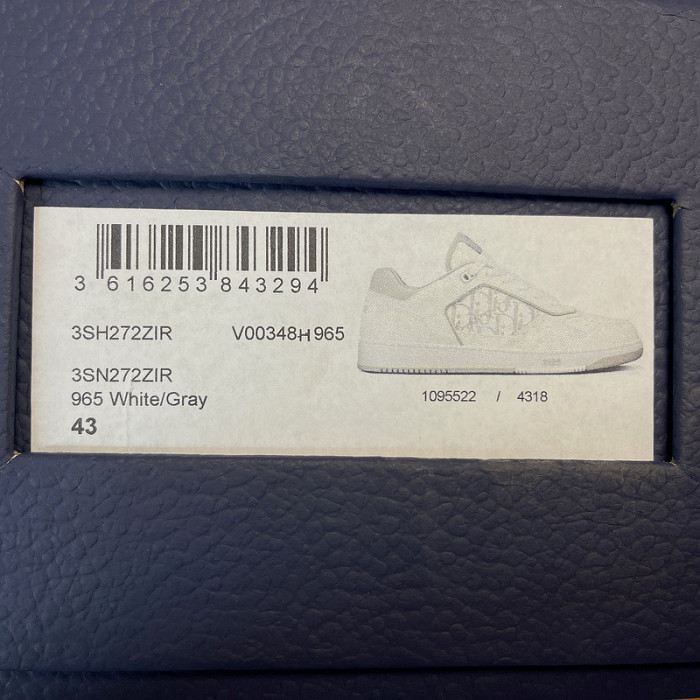 3 616253 843294
3SH272ZIR V00348H965
3SN272ZIR
965 White/Gray
43
1095522 / 4318